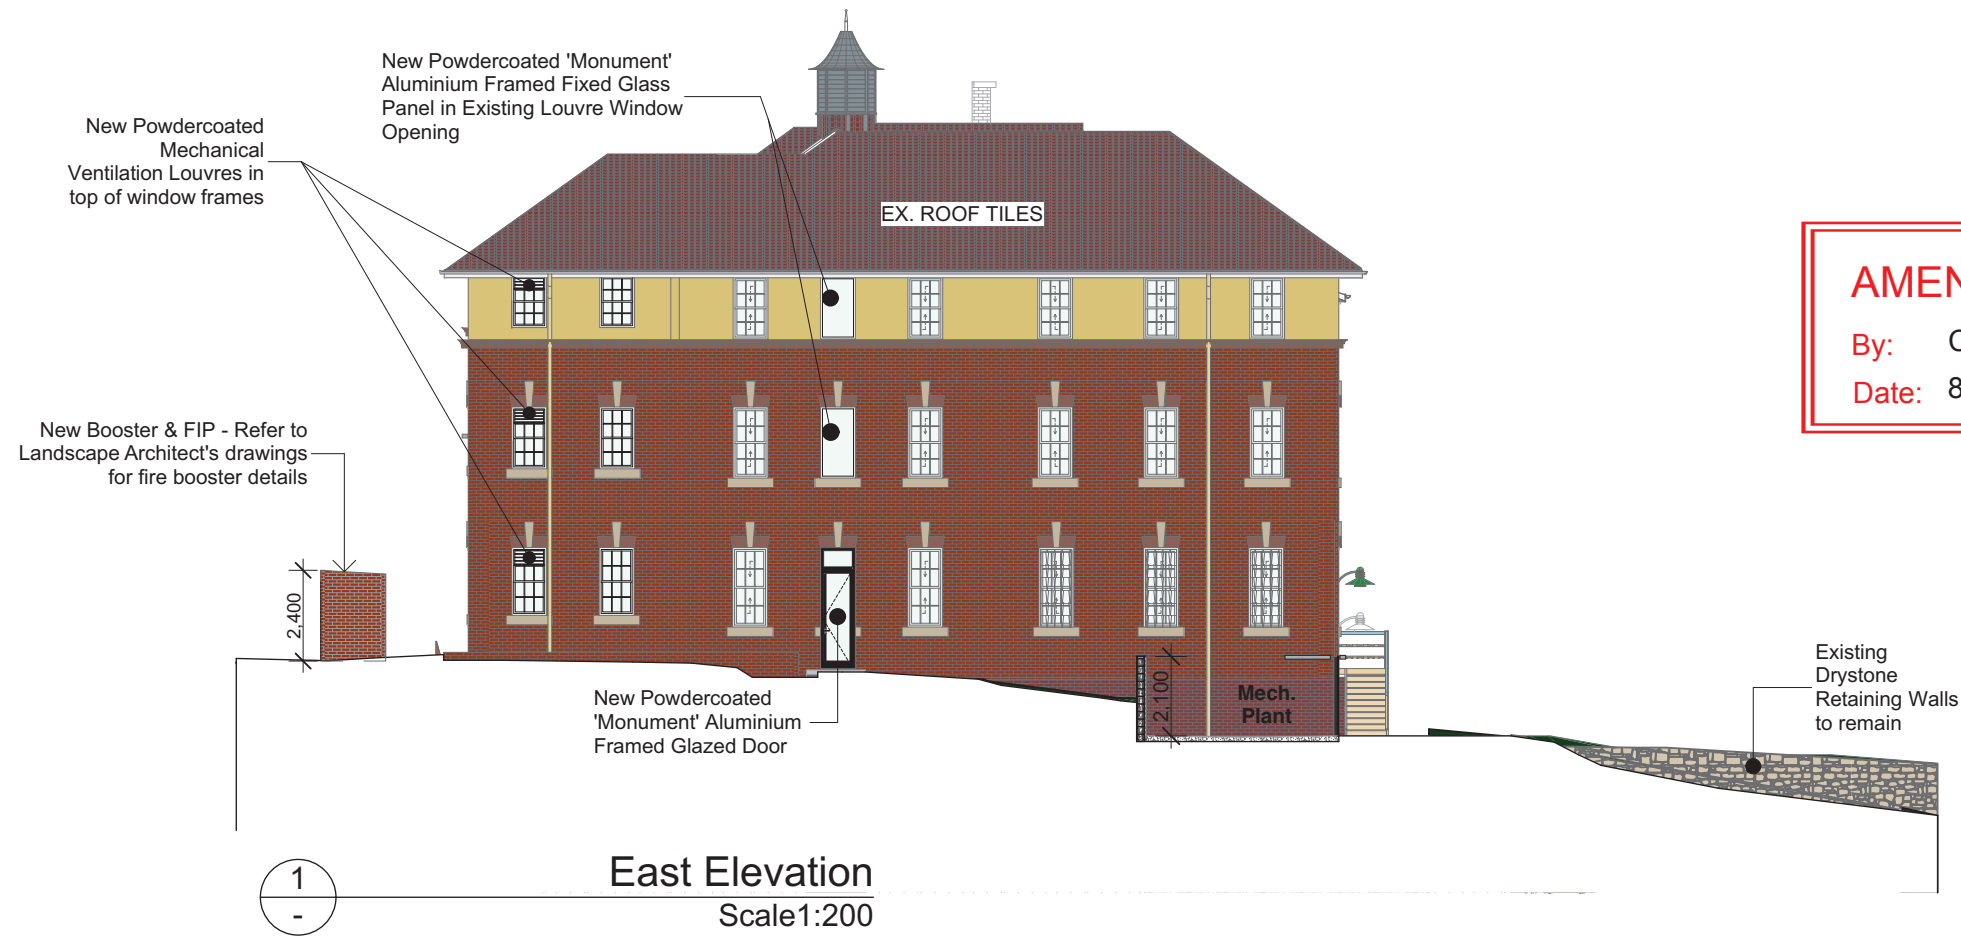 New Powdercoated 'Monument'
Aluminium Framed Fixed Glass
Panel in Existing Louvre Window
Opening
New Powdercoated
Mechanical
Ventilation Louvres in
top of window frames
EX. ROOF TILES
New Booster & FIP - Refer to
Landscape Architect's drawings
for fire booster details
2,400
New Powdercoated
'Monument' Aluminium
Framed Glazed Door
2,100
Mech.
Plant
Existing
Drystone
Retaining Walls
to remain
By:
Date: 8
1
-
East Elevation
Scale1:200